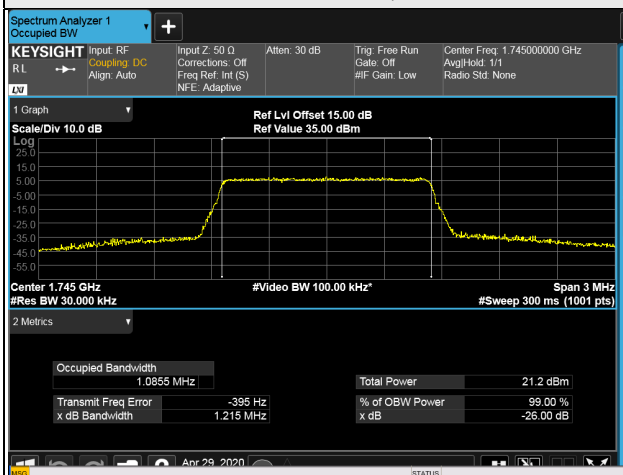 Spectrum Analyzer 1
Occupied BW
+
KEYSIGHT
RL
LXI
Input: RF
Coupling: DC
Align: Auto
Input Z: 50 Ω
Corrections: Off
Freq Ref: Int (S)
NFE: Adaptive
Atten: 30 dB
Trig: Free Run
Gate: Off
#IF Gain: Low
Center Freq: 1.745000000 GHz
Avg|Hold: 1/1
Radio Std: None
1 Graph
Scale/Div 10.0 dB
Ref Lvl Offset 15.00 dB
Ref Value 35.00 dBm
Log
25.0
15.0
5.00
-5.00
-15.0
-25.0
-35.0
-45.0
-55.0
Center 1.745 GHz
#Video BW 100.00 kHz*
Span 3 MHz
#Res BW 30.000 kHz
#Sweep 300 ms (1001 pts)
2 Metrics
Occupied Bandwidth
1.0855 MHz
Total Power 21.2 dBm
Transmit Freq Error -395 Hz
% of OBW Power 99.00 %
x dB Bandwidth 1.215 MHz
x dB -26.00 dB
Apr 29, 2020
MSG
STATUS